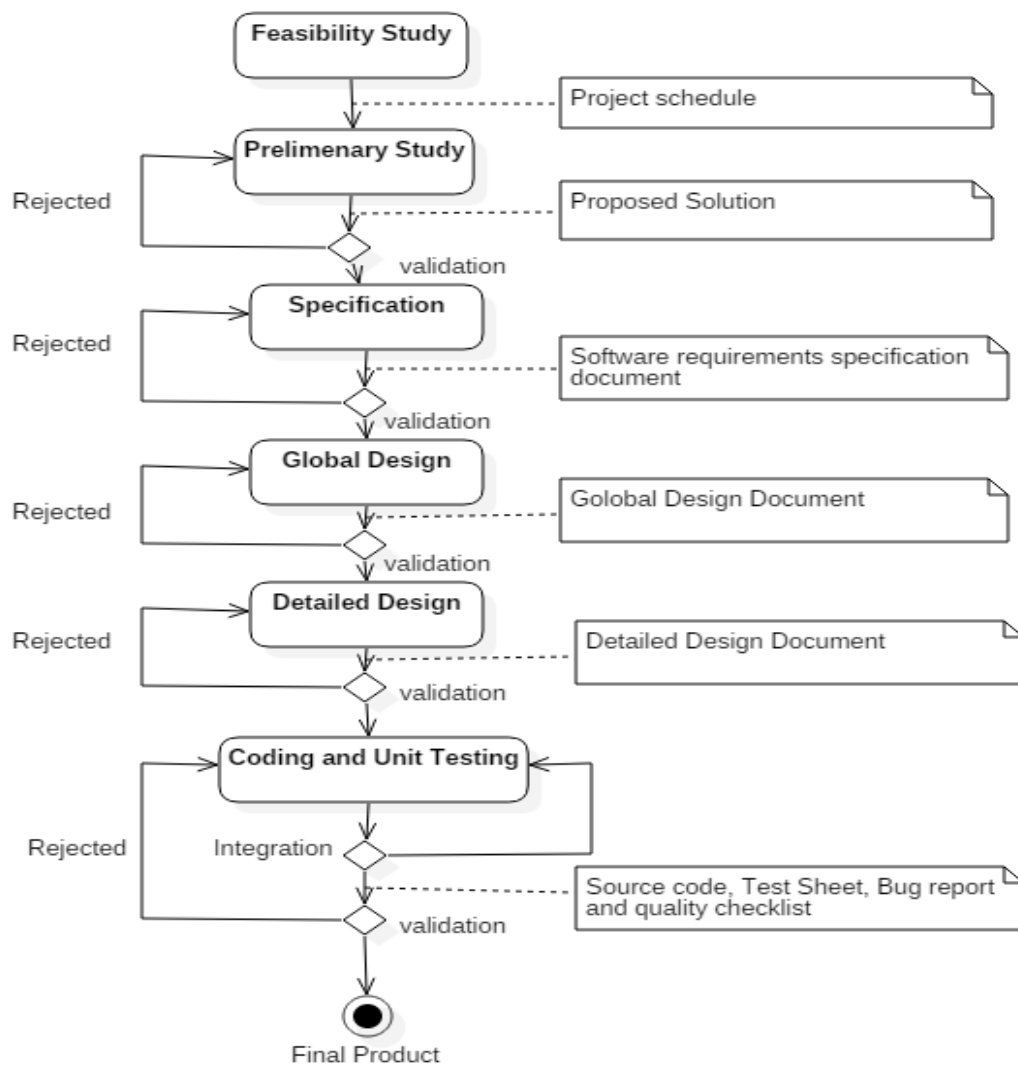 Feasibility Study
Project schedule
Prelimenary Study
Rejected
Proposed Solution
validation
Specification
Rejected
Software requirements specification
document
validation
Global Design
Rejected
Golobal Design Document
validation
Detailed Design
Rejected
Detailed Design Document
validation
Coding and Unit Testing
Rejected
Integration
Source code, Test Sheet, Bug report
and quality checklist
validation
Final Product